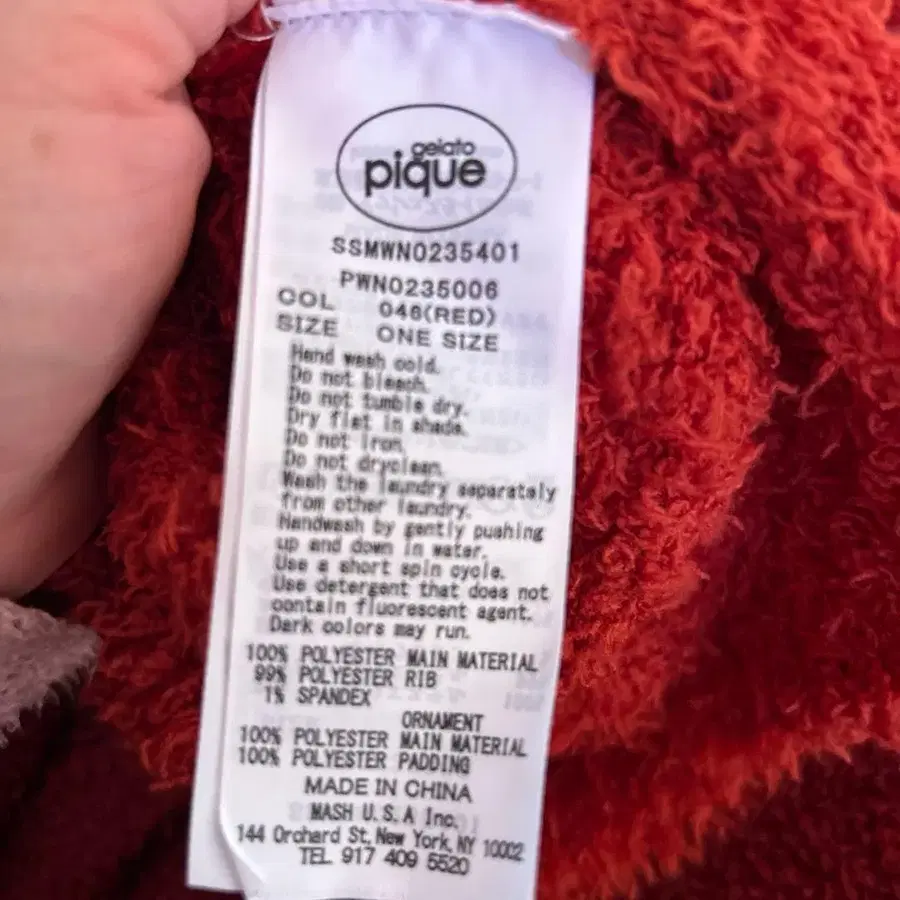 gelato
pique
SSMWN0235401
PWN0235006
COL 046(RED)
SIZE ONE SIZE
Hand wash cold.
Do not bleach.
Do not tumble dry.
Dry flat in shade.
Do not iron.
Do not dryclean.
Wash the laundry separately
from other laundry.
Handwash by gently pushing
up and down in water.
Use a short spin cycle.
Use detergent that does not
contain fluorescent agent.
Dark colors may run.
100% POLYESTER MAIN MATERIAL
99% POLYESTER RIB
1% SPANDEX
ORNAMENT
100% POLYESTER MAIN MATERIAL
100% POLYESTER PADDING
MADE IN CHINA
MASH U.S.A Inc.
144 Orchard St, New York, NY 10002
TEL 917 409 5520